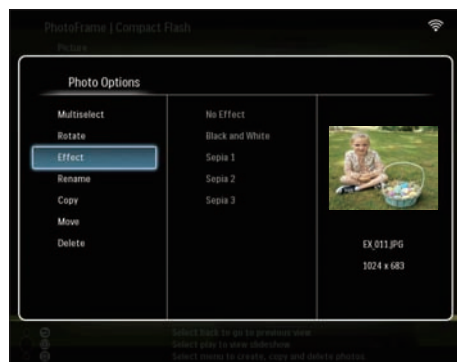 PhotoFrame | Compact Flash
Picture
Photo Options
Multiselect
Rotate
Effect
Rename
Copy
Move
Delete
No Effect
Black and White
Sepia 1
Sepia 2
Sepia 3
EX_011.JPG
1024 x 683
Select back to go to previous view
Select play to view slideshow
Select menu to create, copy and delete photos